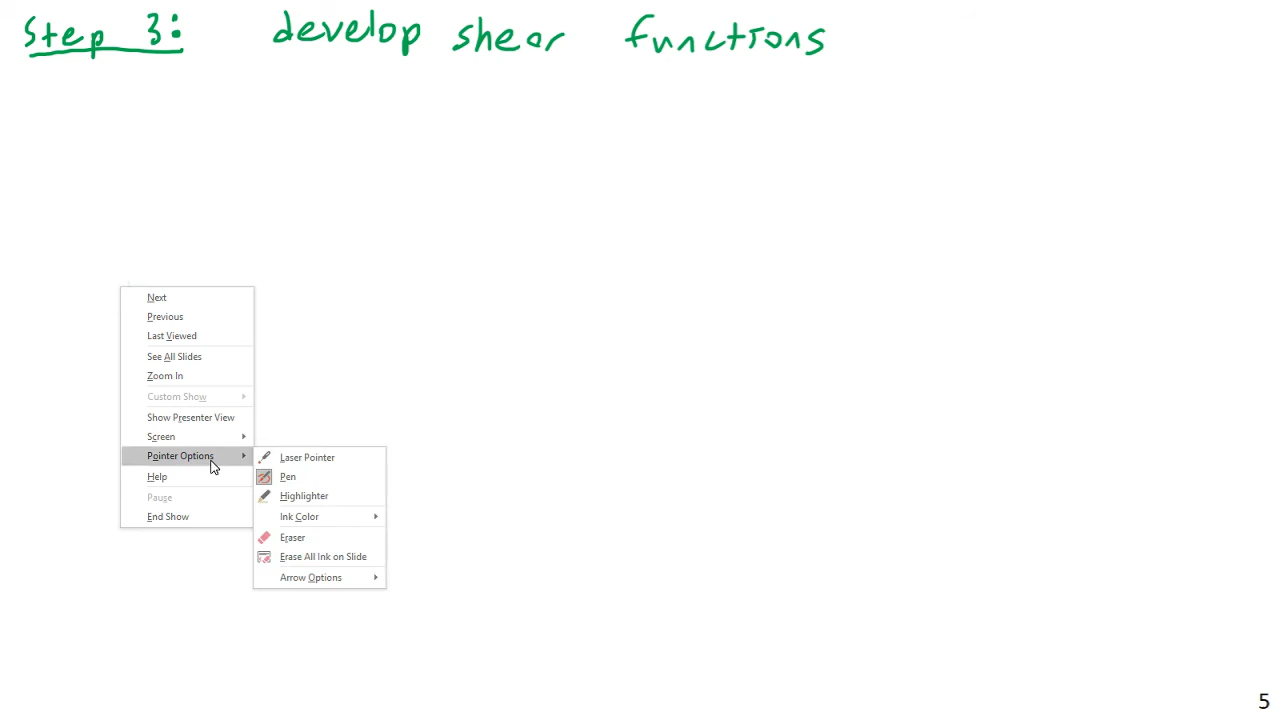 Step 3: develop shear functions
Next
Previous
Last Viewed
See All Slides
Zoom In
Custom Show
Show Presenter View
Screen
Pointer Options
Help
Pause
End Show
Laser Pointer
Pen
Highlighter
Ink Color
Eraser
Erase All Ink on Slide
Arrow Options
5